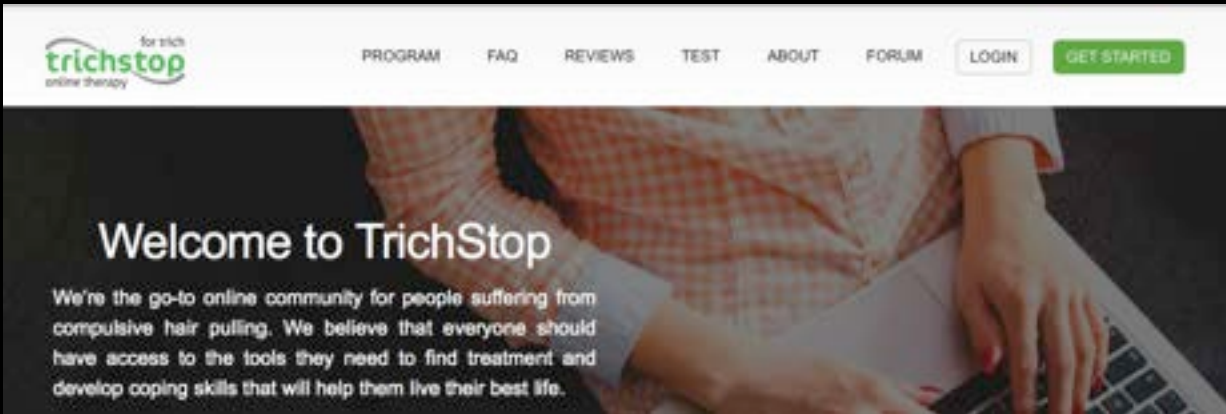 for trich
trichstop
online therapy
PROGRAM FAQ REVIEWS TEST ABOUT FORUM LOGIN GET STARTED
Welcome to TrichStop
We're the go-to online community for people suffering from
compulsive hair pulling. We believe that everyone should
have access to the tools they need to find treatment and
develop coping skills that will help them live their best life.